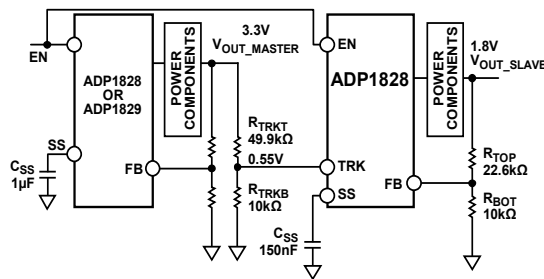 EN
ADP1828
OR
ADP1829
SS
CSS
1µF
FB
POWER
COMPONENTS
3.3V
VOUT_MASTER
RTRKT
49.9kΩ
0.55V
RTRKB
10kΩ
EN
ADP1828
TRK
SS
CSS
150nF
FB
POWER
COMPONENTS
1.8V
VOUT_SLAVE
RTOP
22.6kΩ
RBOT
10kΩ